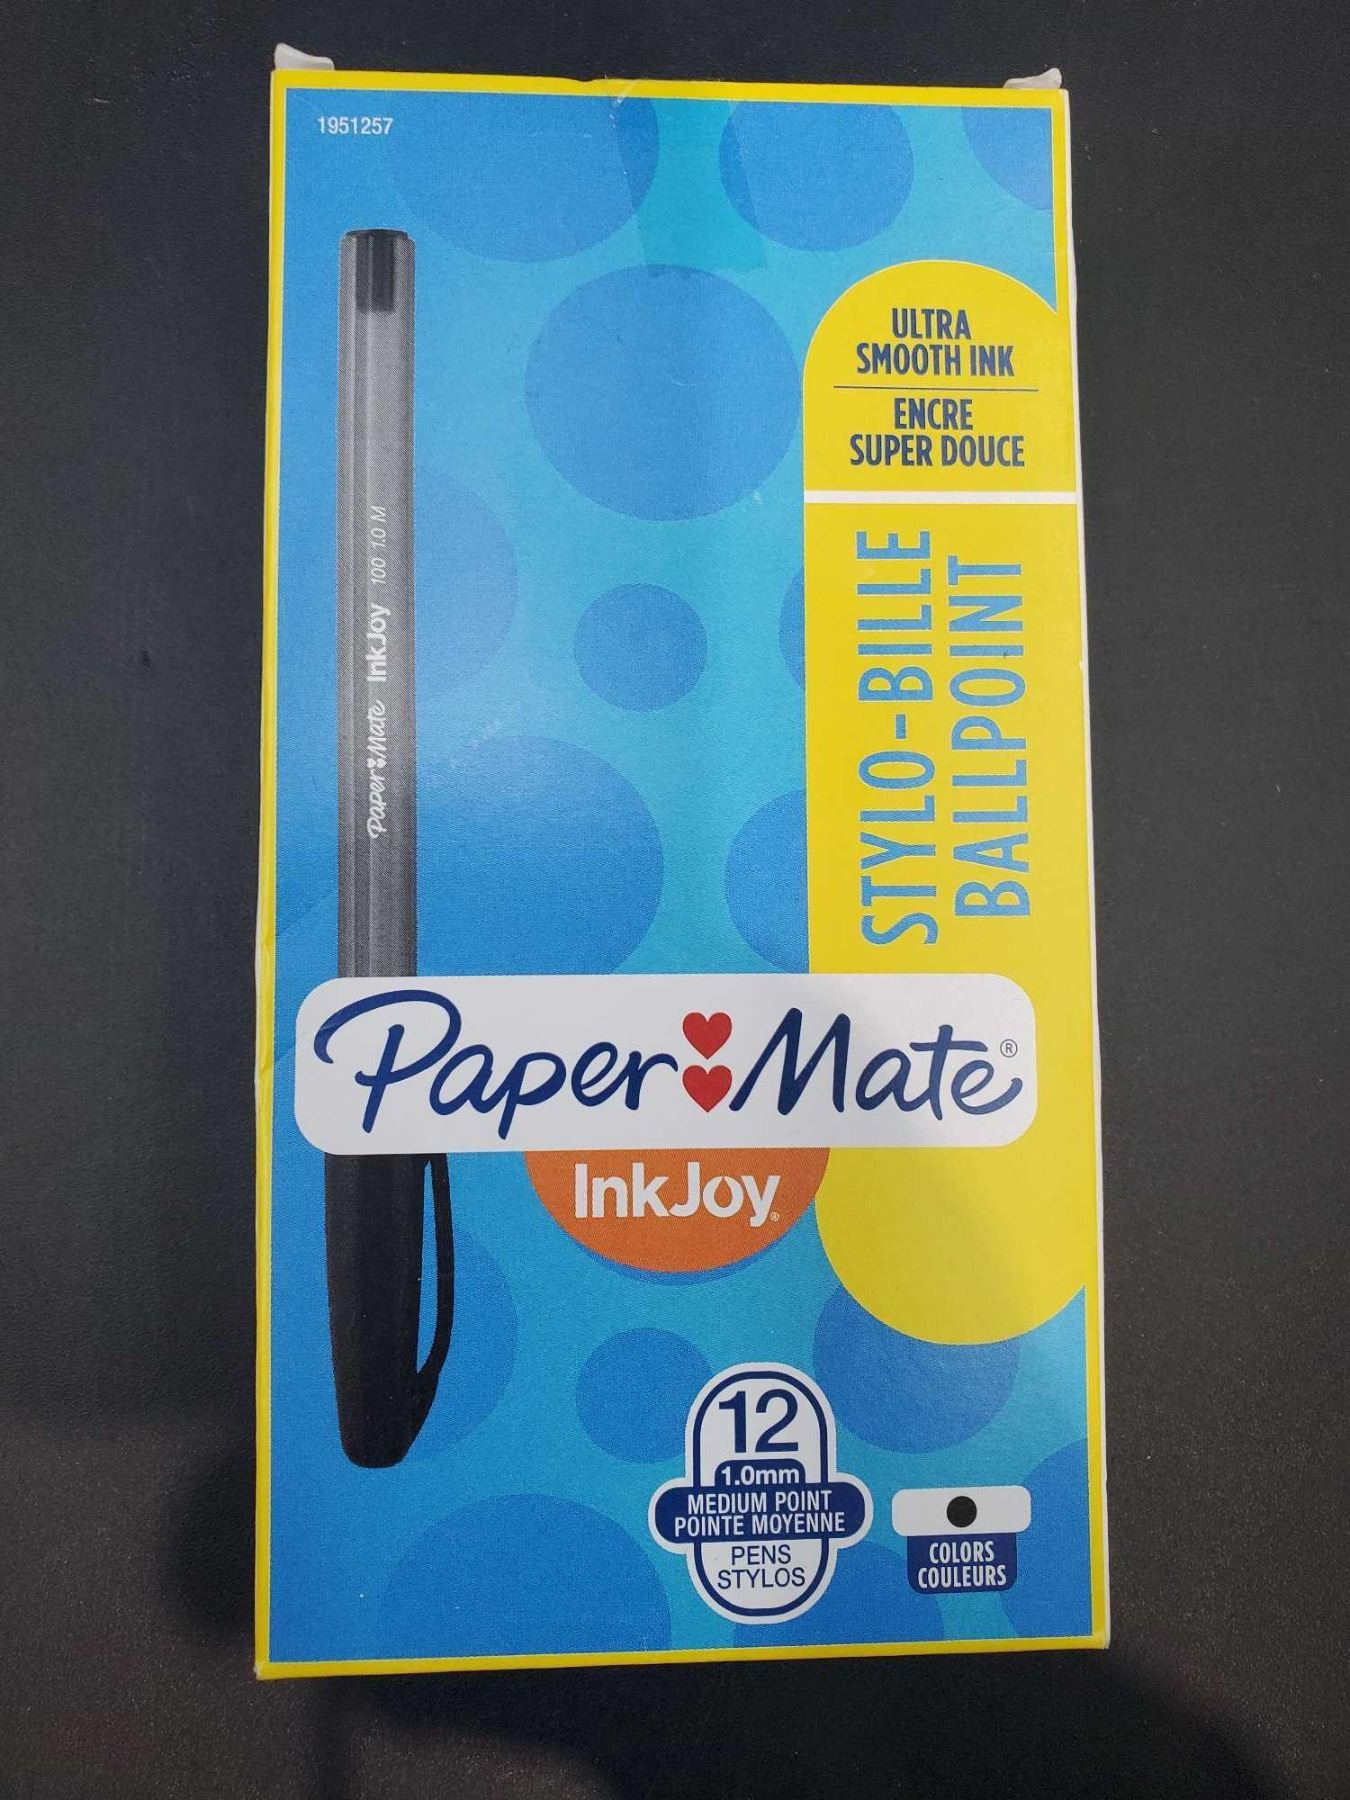 1951257
ULTRA
SMOOTH INK
ENCRE
SUPER DOUCE
STYLO-BILLE
BALLPOINT
Paper Mate InkJoy 100 1.0 M
Paper Mate®
InkJoy®
12
1.0mm
MEDIUM POINT
POINTE MOYENNE
PENS
STYLOS
COLORS
COULEURS